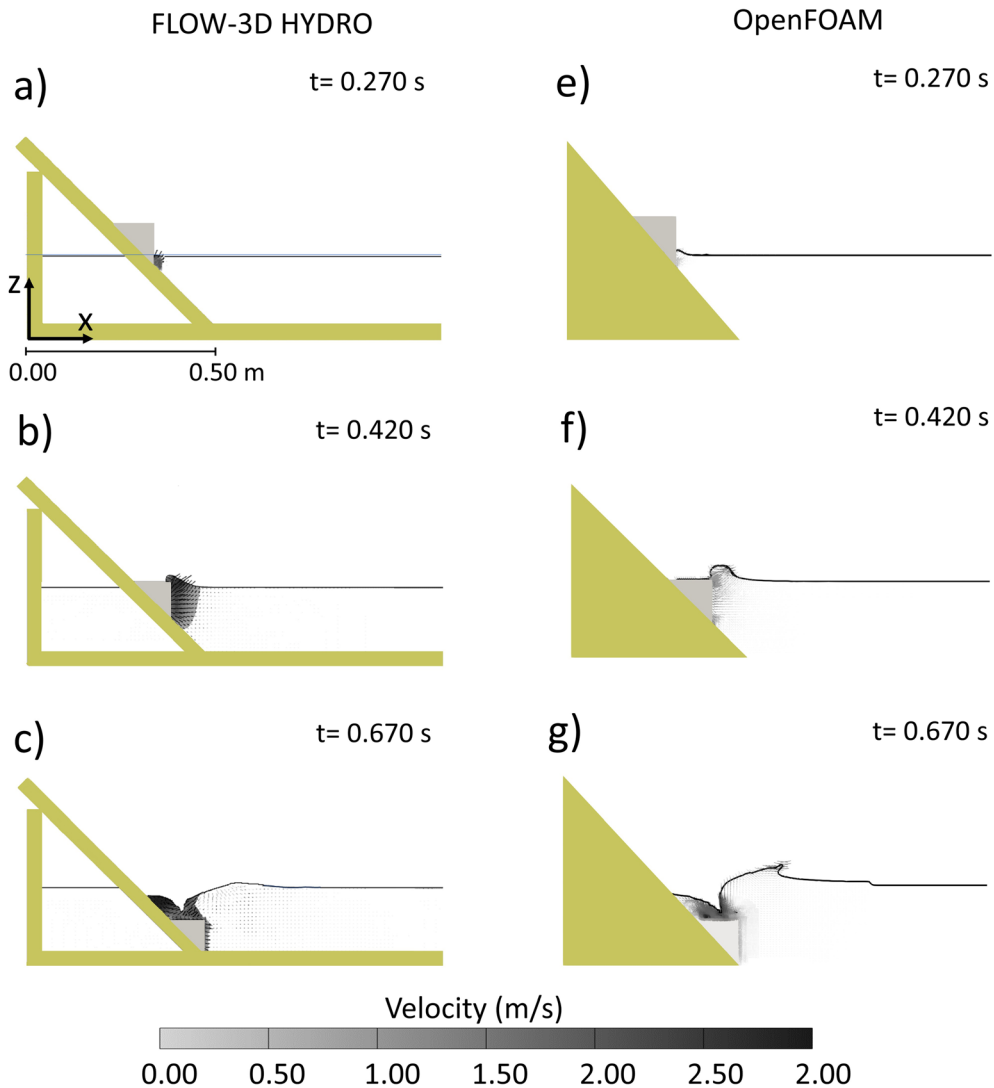 FLOW-3D HYDRO
OpenFOAM
a)
t= 0.270 s
e)
t= 0.270 s
Z
X
0.00
0.50 m
b)
t= 0.420 s
f)
t= 0.420 s
c)
t= 0.670 s
g)
t= 0.670 s
Velocity (m/s)
0.00 0.50 1.00 1.50 2.00 2.50 2.00